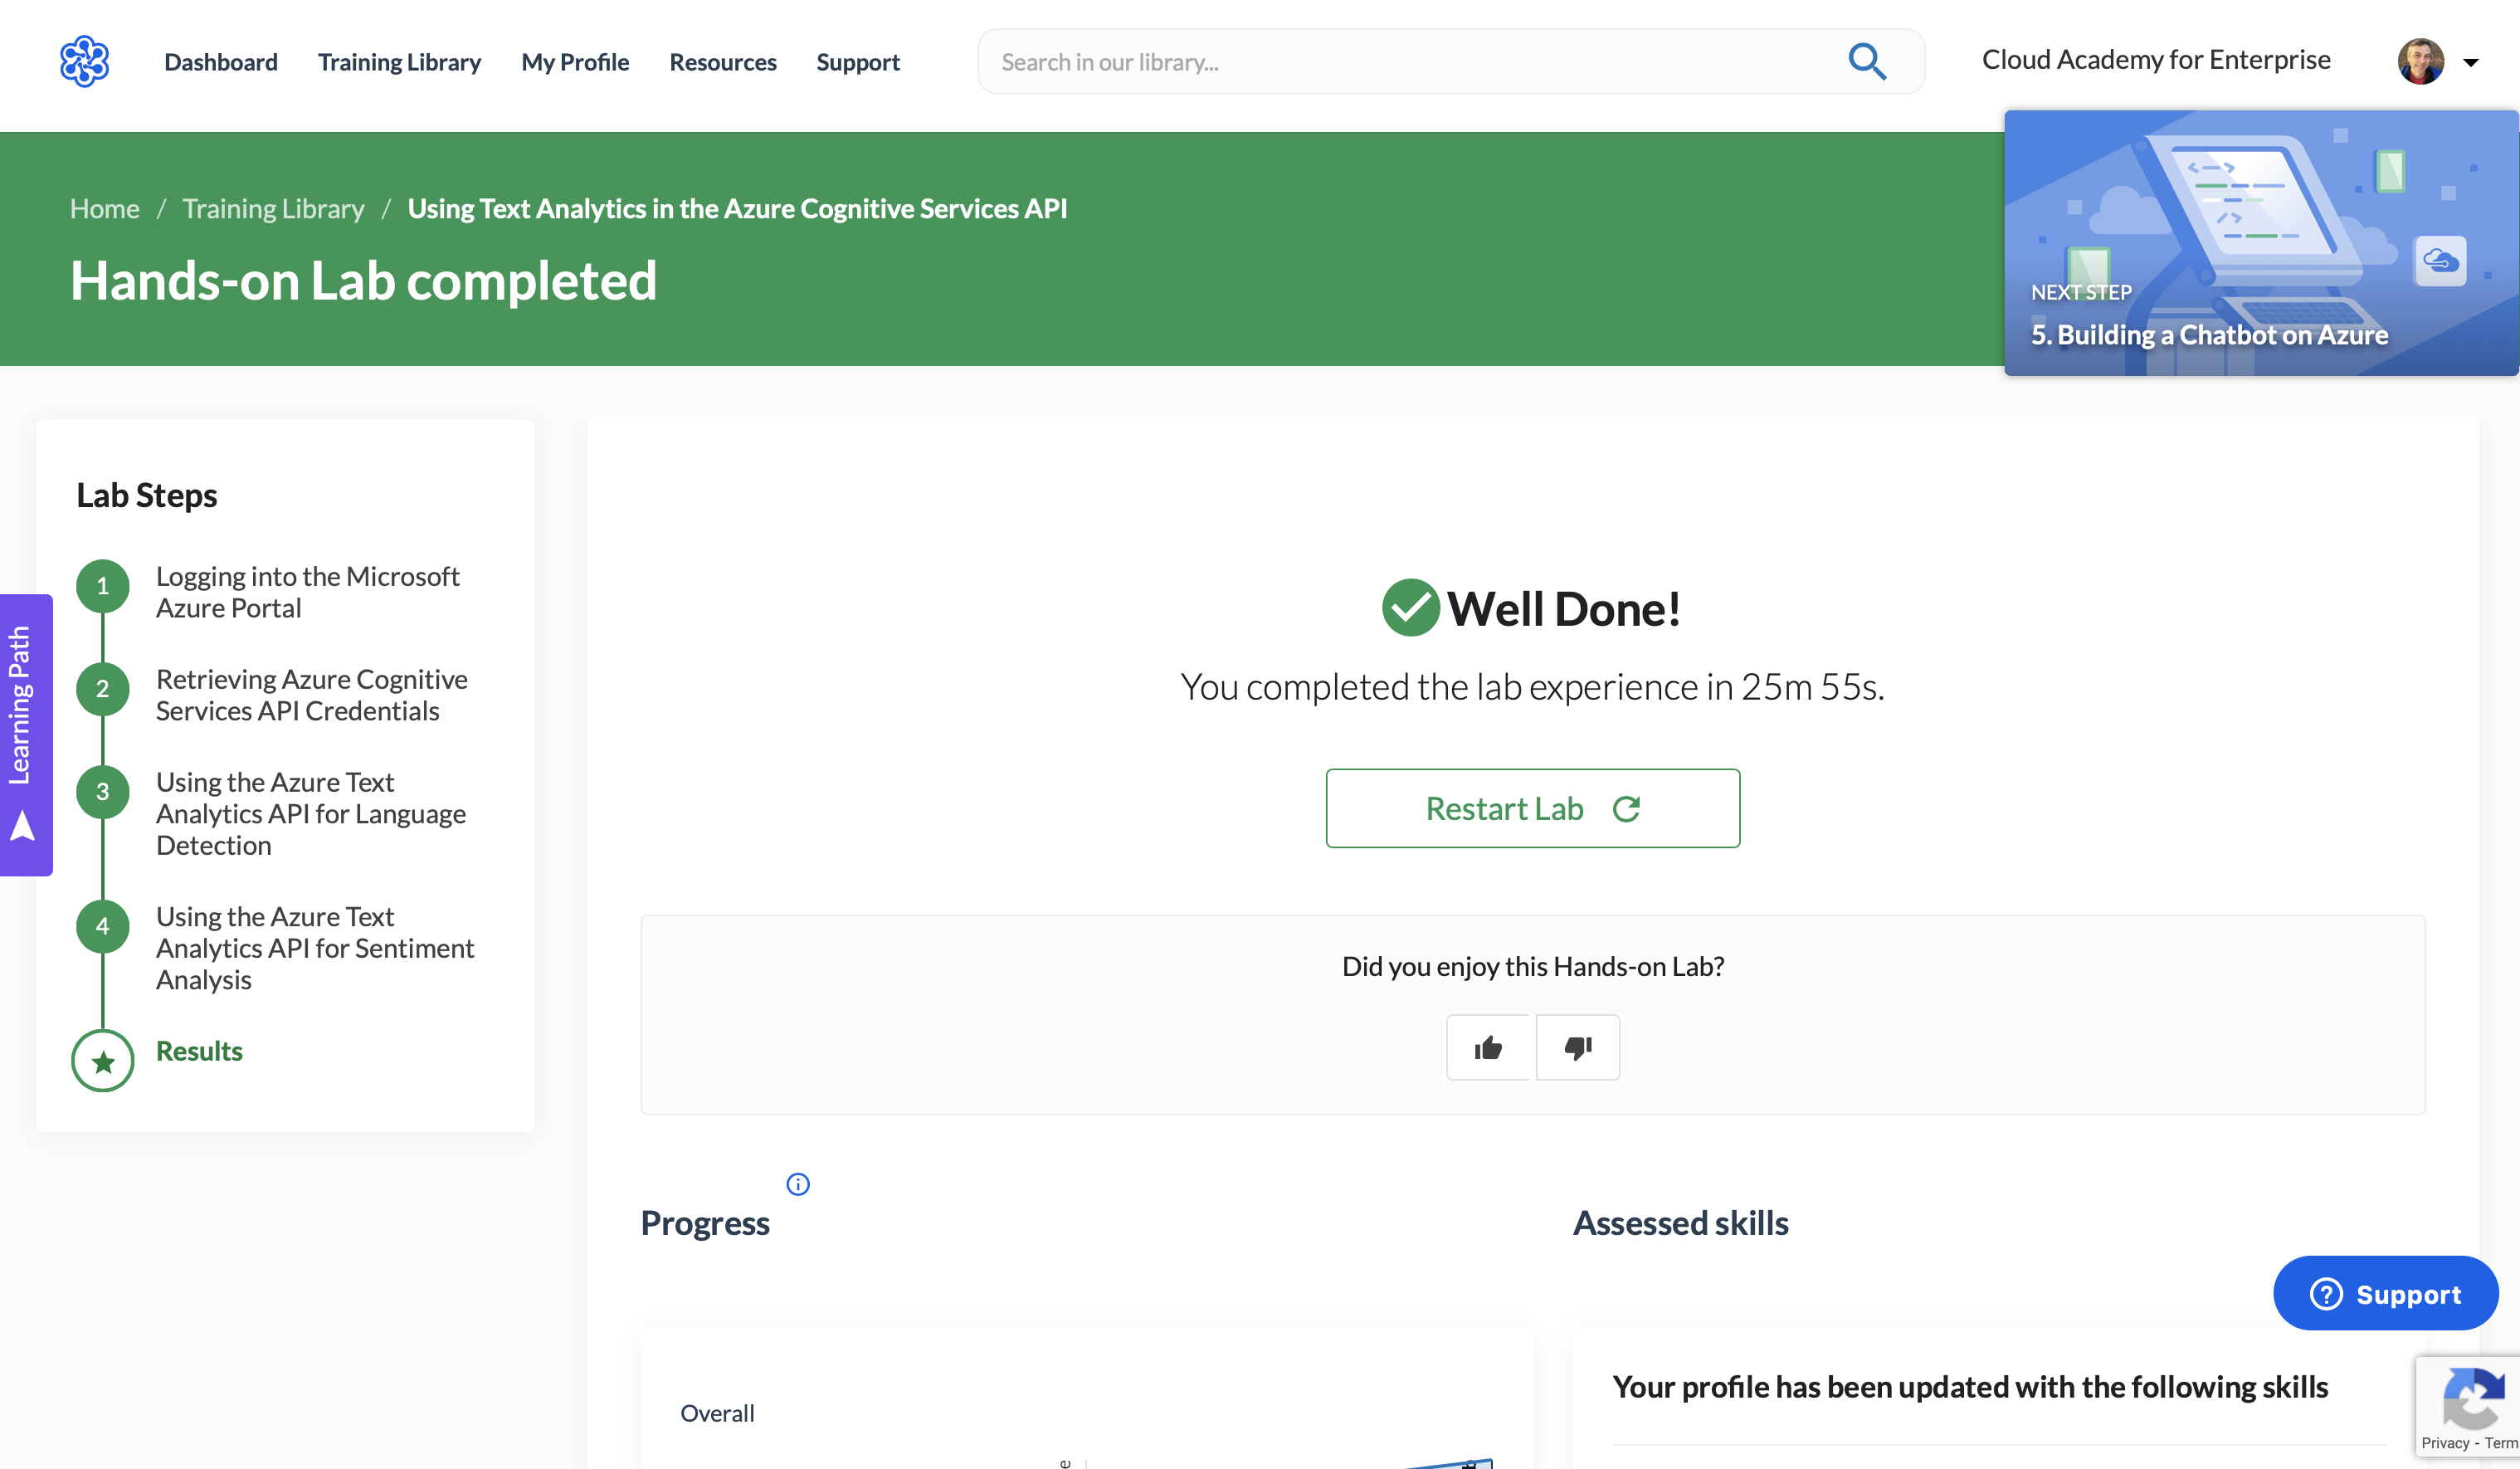 Dashboard
Training Library
My Profile
Resources
Support
Search in our library...
Cloud Academy for Enterprise
Home / Training Library / Using Text Analytics in the Azure Cognitive Services API
Hands-on Lab completed
NEXT STEP
5. Building a Chatbot on Azure
Learning Path
Lab Steps
1
Logging into the Microsoft
Azure Portal
2
Retrieving Azure Cognitive
Services API Credentials
3
Using the Azure Text
Analytics API for Language
Detection
4
Using the Azure Text
Analytics API for Sentiment
Analysis
Results
Well Done!
You completed the lab experience in 25m 55s.
Restart Lab
Did you enjoy this Hands-on Lab?
Progress
Assessed skills
Support
Overall
Your profile has been updated with the following skills
Privacy - Term